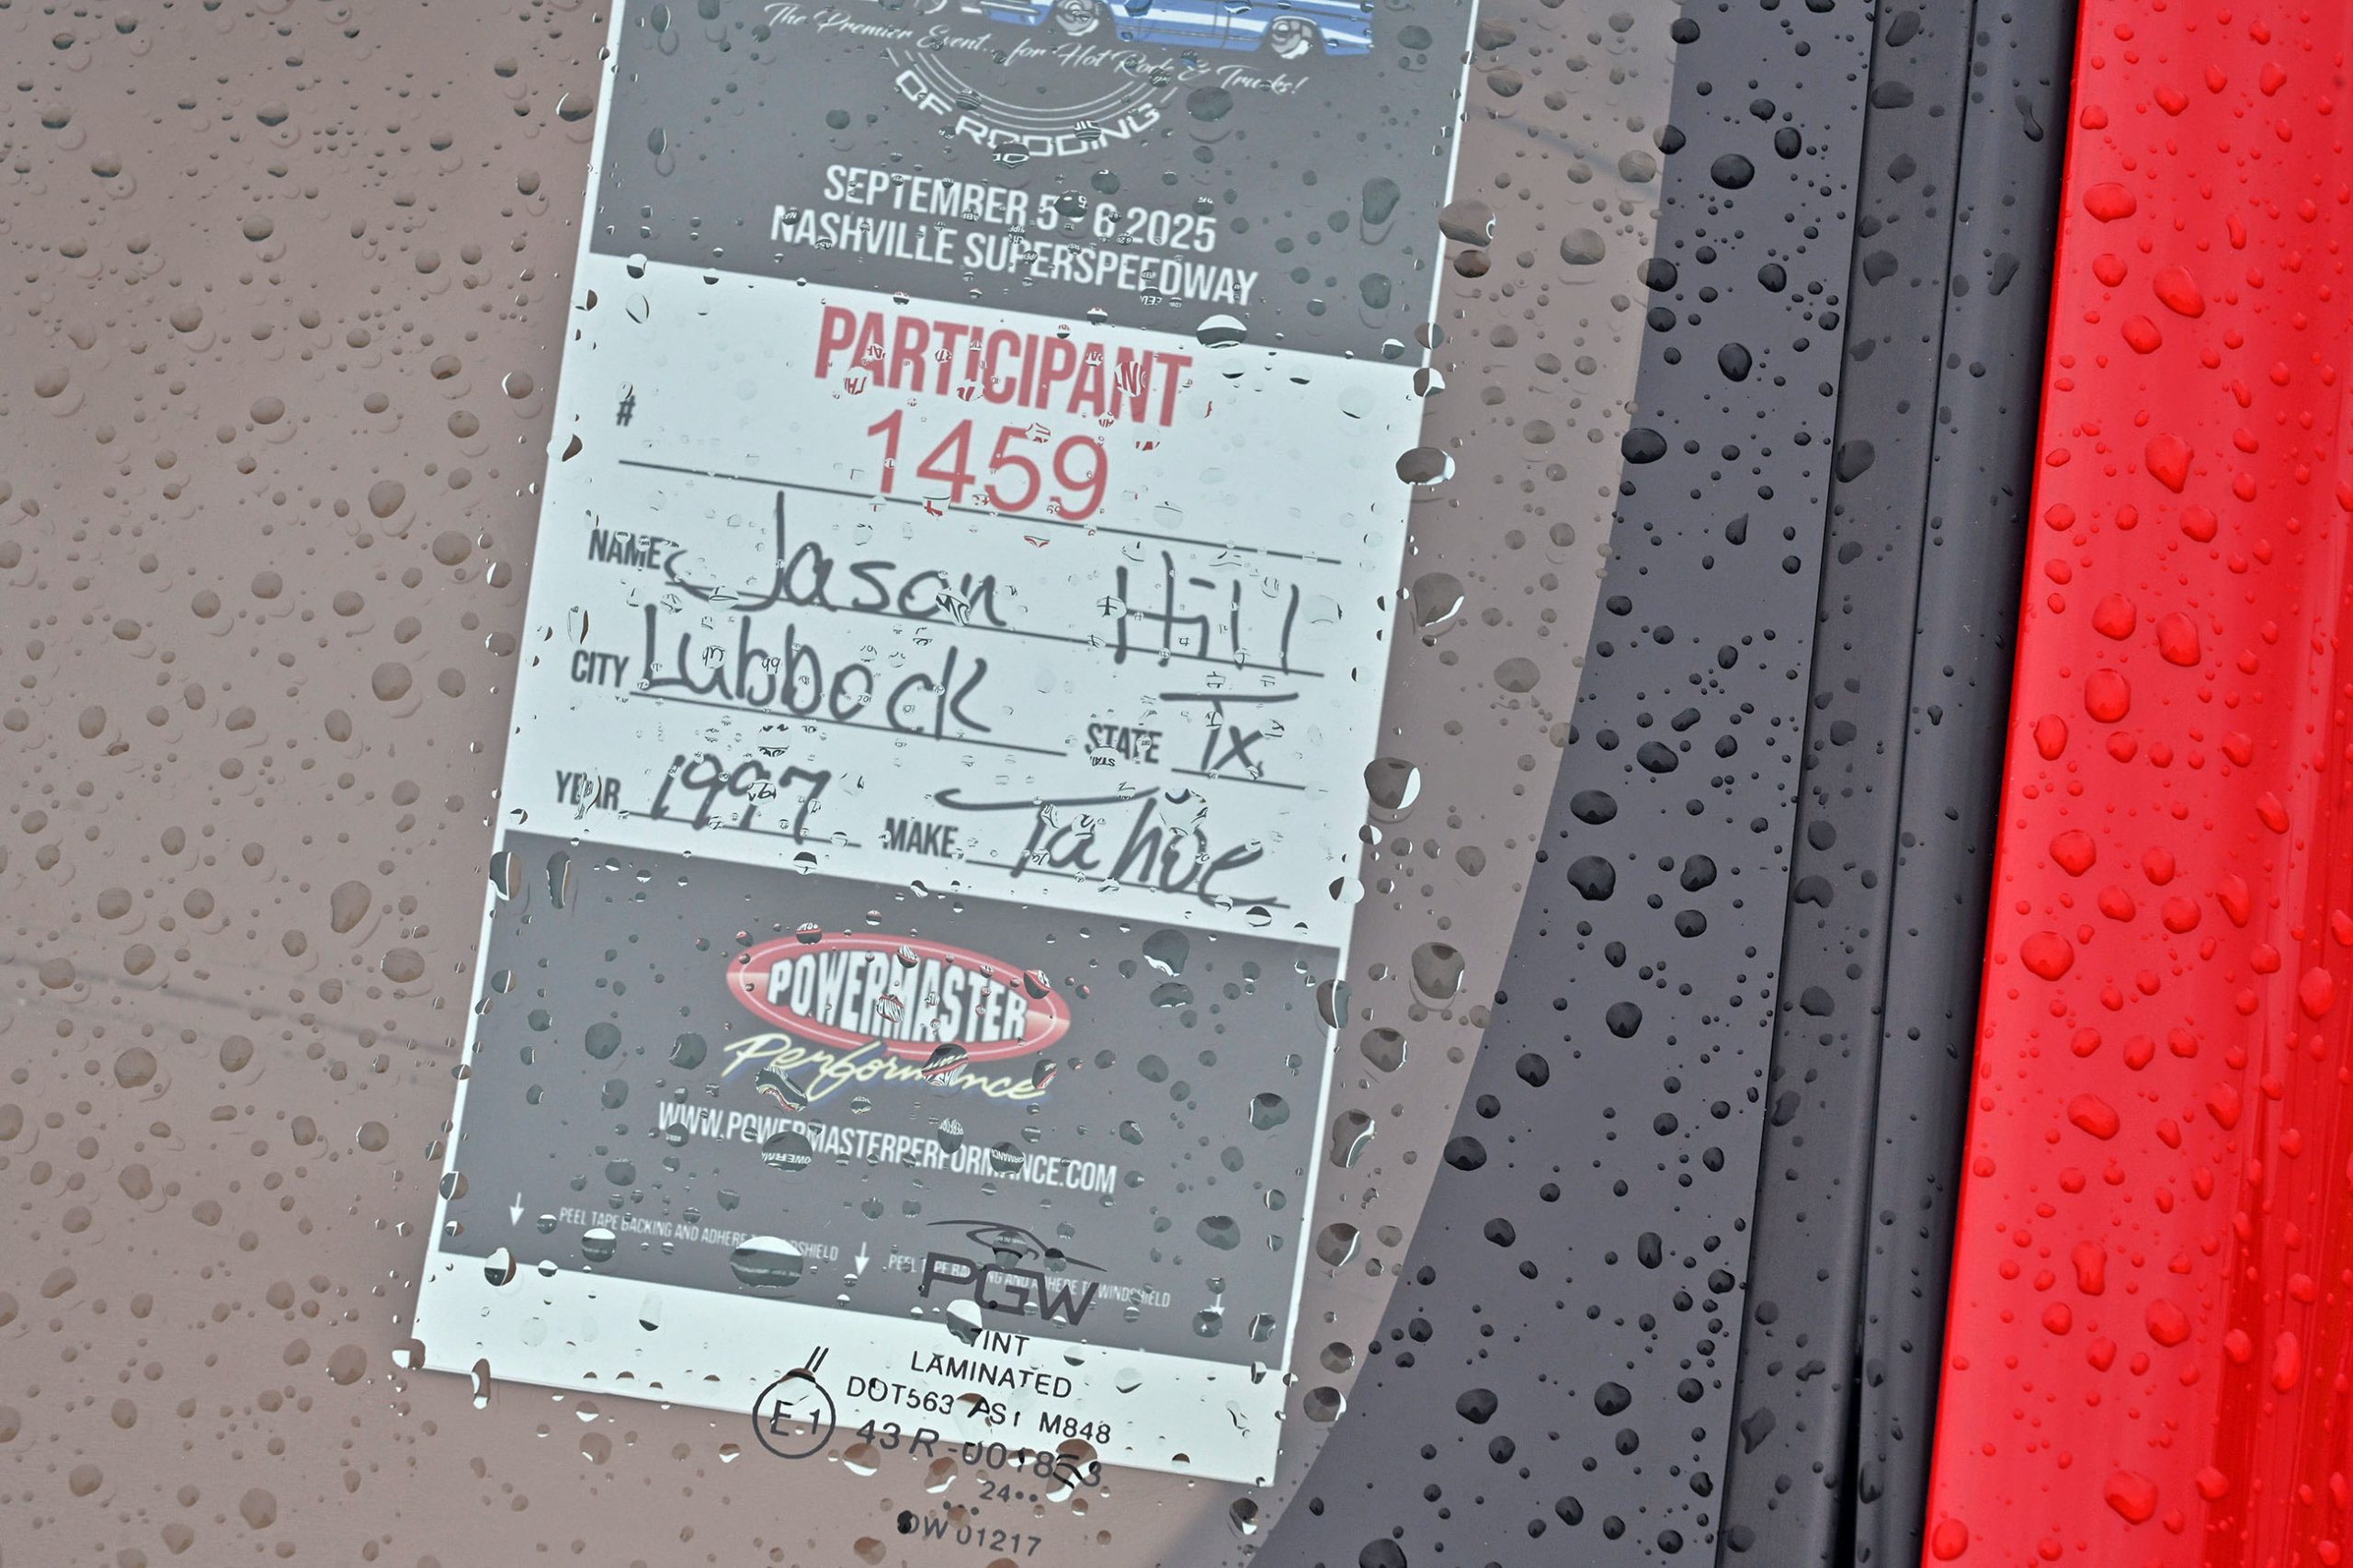 The Premier Event... for Hot Rods & Trucks!
OF RODDING
SEPTEMBER 5 - 6 2025
NASHVILLE SUPERSPEEDWAY
PARTICIPANT
# 1459
NAME Jason Hill
CITY Lubbock STATE Tx.
YEAR 1997 MAKE Tahoe
POWERMASTER
Performance
WWW.POWERMASTERPERFORMANCE.COM
PEEL TAPE BACKING AND ADHERE TO WINDSHIELD PEEL TAPE BACKING AND ADHERE TO WINDSHIELD
PGW
TINT
LAMINATED
DOT563 AS1 M848
E1 43R-001853
24
DW01217